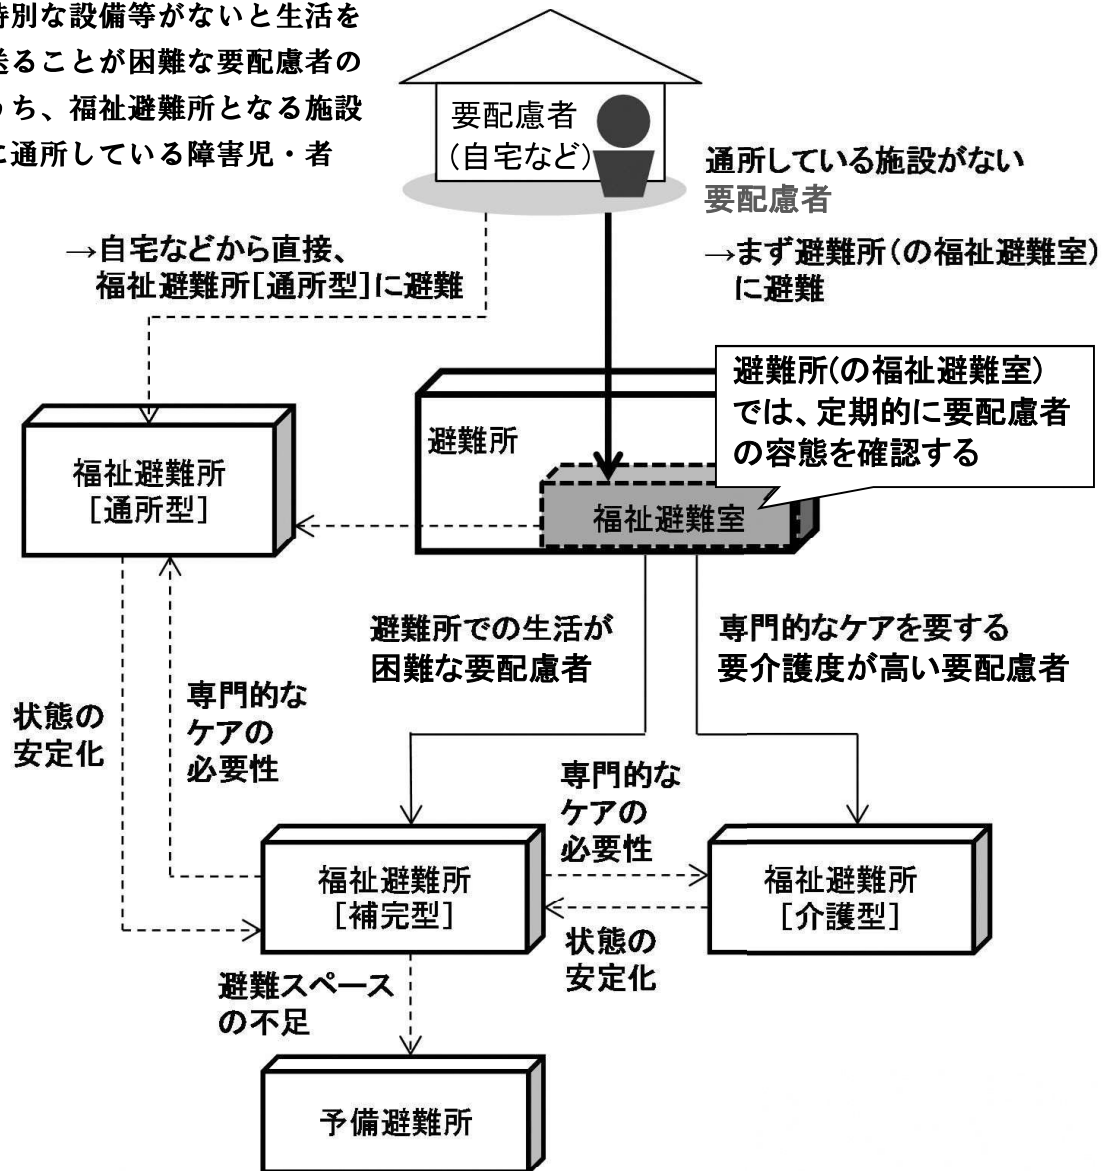 特別な設備等がないと生活を
送ることが困難な要配慮者の
うち、福祉避難所となる施設
に通所している障害児・者
→自宅などから直接、
福祉避難所[通所型]に避難
要配慮者
(自宅など)
通所している施設がない
要配慮者
→まず避難所(の福祉避難室)
に避難
避難所(の福祉避難室)
では、定期的に要配慮者
の容態を確認する
避難所
福祉避難室
福祉避難所
[通所型]
避難所での生活が
困難な要配慮者
専門的なケアを要する
要介護度が高い要配慮者
状態の
安定化
専門的な
ケアの
必要性
専門的な
ケアの
必要性
福祉避難所
[補完型]
福祉避難所
[介護型]
状態の
安定化
避難スペース
の不足
予備避難所